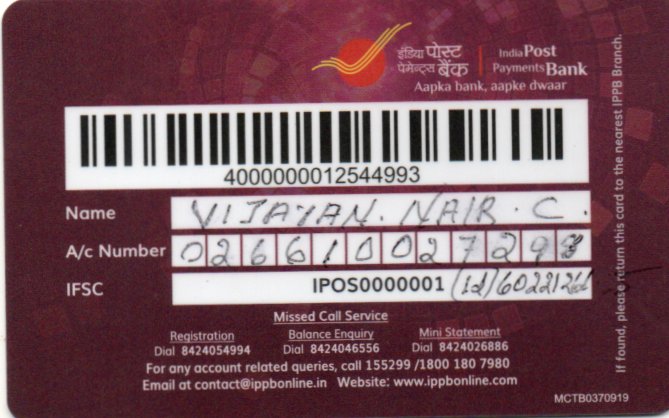 इंडिया पोस्ट
पेमेन्ट्स बैंक
India Post
Payments Bank
Aapka bank, aapke dwaar
4000000012544993
Name VIJAYAN. NAIR. C.
A/c Number
IFSC IPOS0000001
Missed Call Service
Registration
Dial 8424054994
Balance Enquiry
Dial 8424046556
Mini Statement
Dial 8424026886
For any account related queries, call 155299 /1800 180 7980
Email at contact@ippbonline.in Website: www.ippbonline.com
MCTB0370919
If found, please return this card to the nearest IPPB Branch.